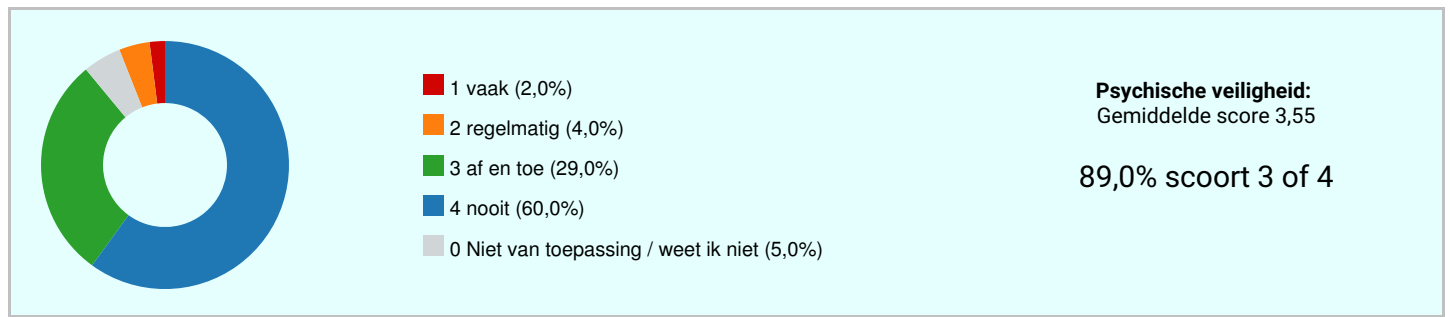 1 vaak (2,0%)
2 regelmatig (4,0%)
3 af en toe (29,0%)
4 nooit (60,0%)
0 Niet van toepassing / weet ik niet (5,0%)
Psychische veiligheid:
Gemiddelde score 3,55
89,0% scoort 3 of 4